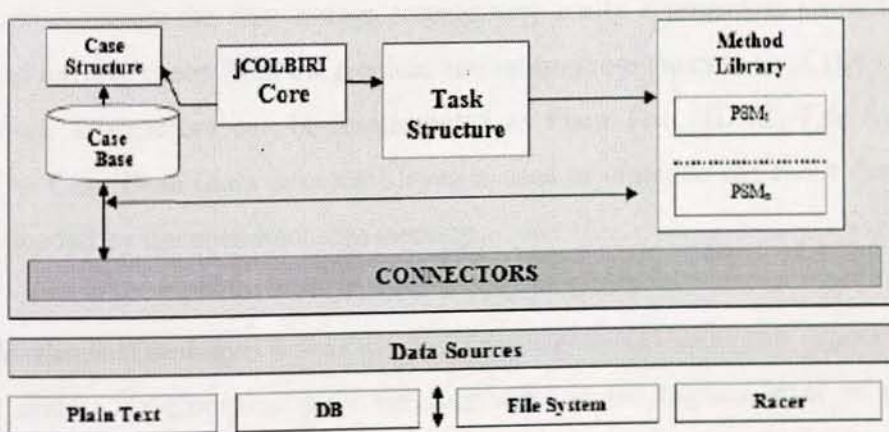 Case
Structure
jCOLBIRI
Core
Task
Structure
Method
Library
PSM₁
PSMₙ
Case
Base
CONNECTORS
Data Sources
Plain Text
DB
File System
Racer